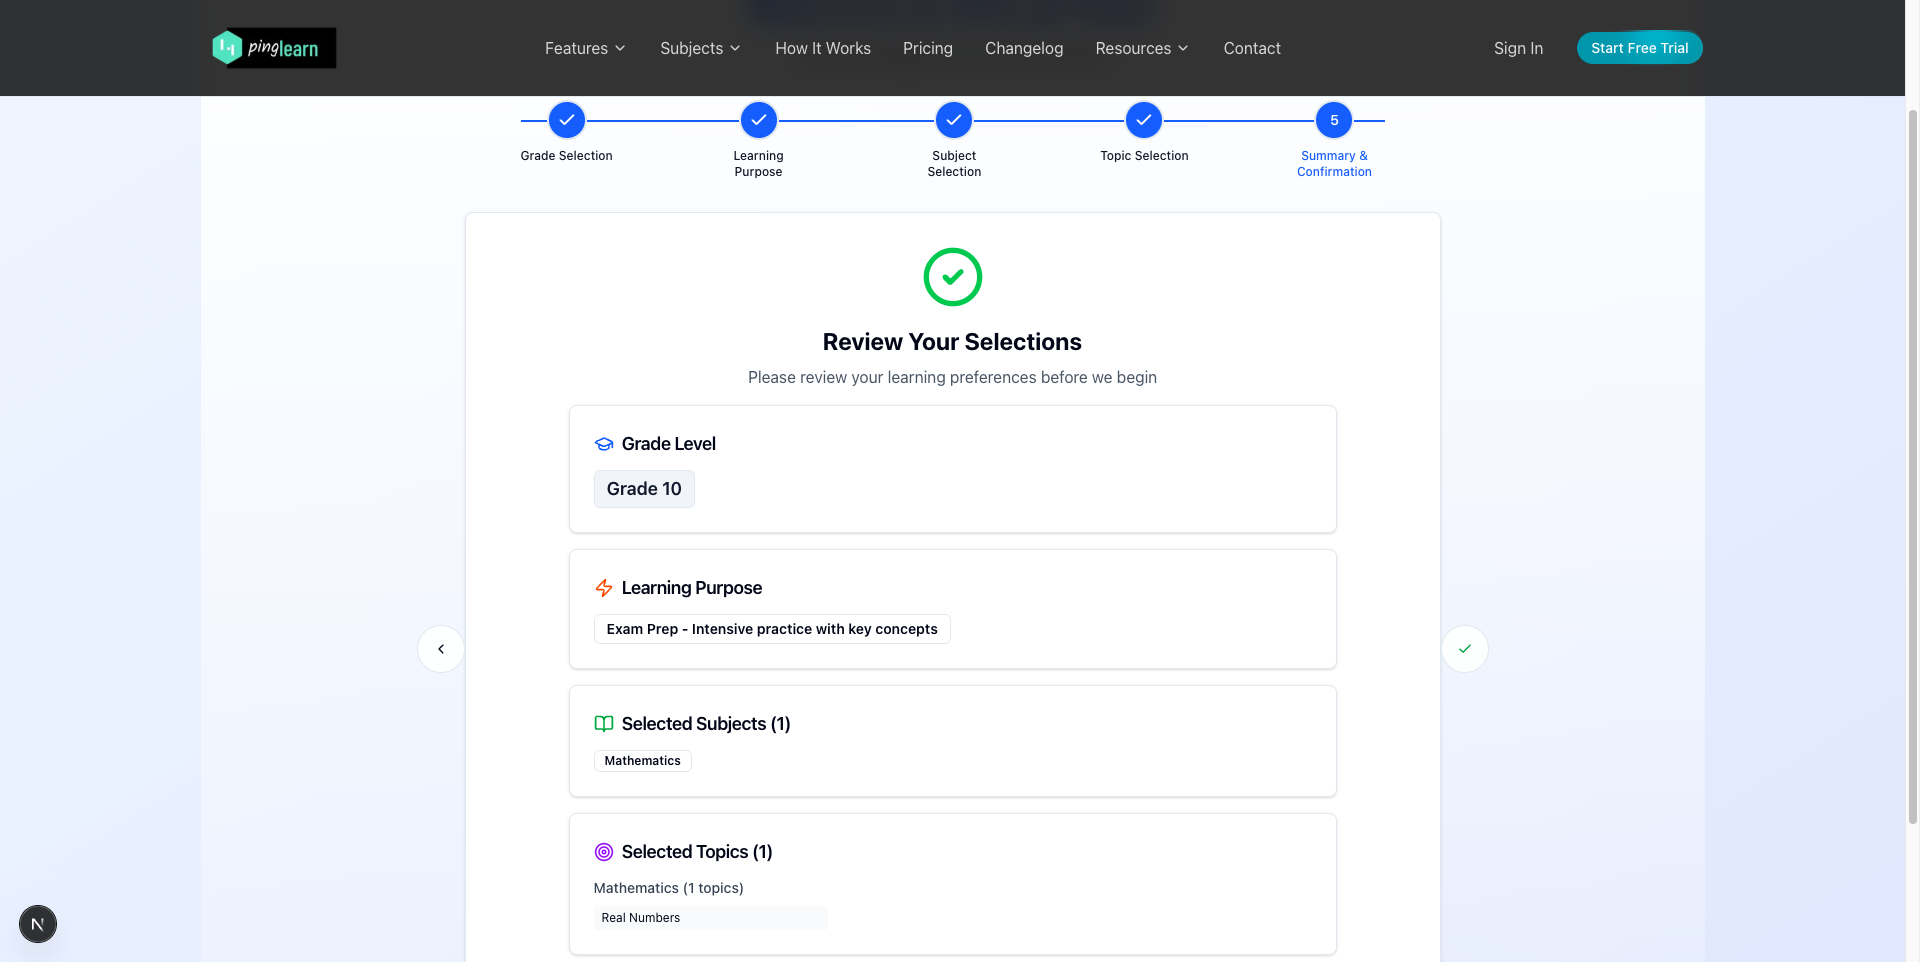 pinglearn
Features
Subjects
How It Works
Pricing
Changelog
Resources
Contact
Sign In
Start Free Trial
5
Grade Selection
Learning
Purpose
Subject
Selection
Topic Selection
Summary &
Confirmation
Review Your Selections
Please review your learning preferences before we begin
Grade Level
Grade 10
Learning Purpose
Exam Prep - Intensive practice with key concepts
Selected Subjects (1)
Mathematics
Selected Topics (1)
Mathematics (1 topics)
Real Numbers
N